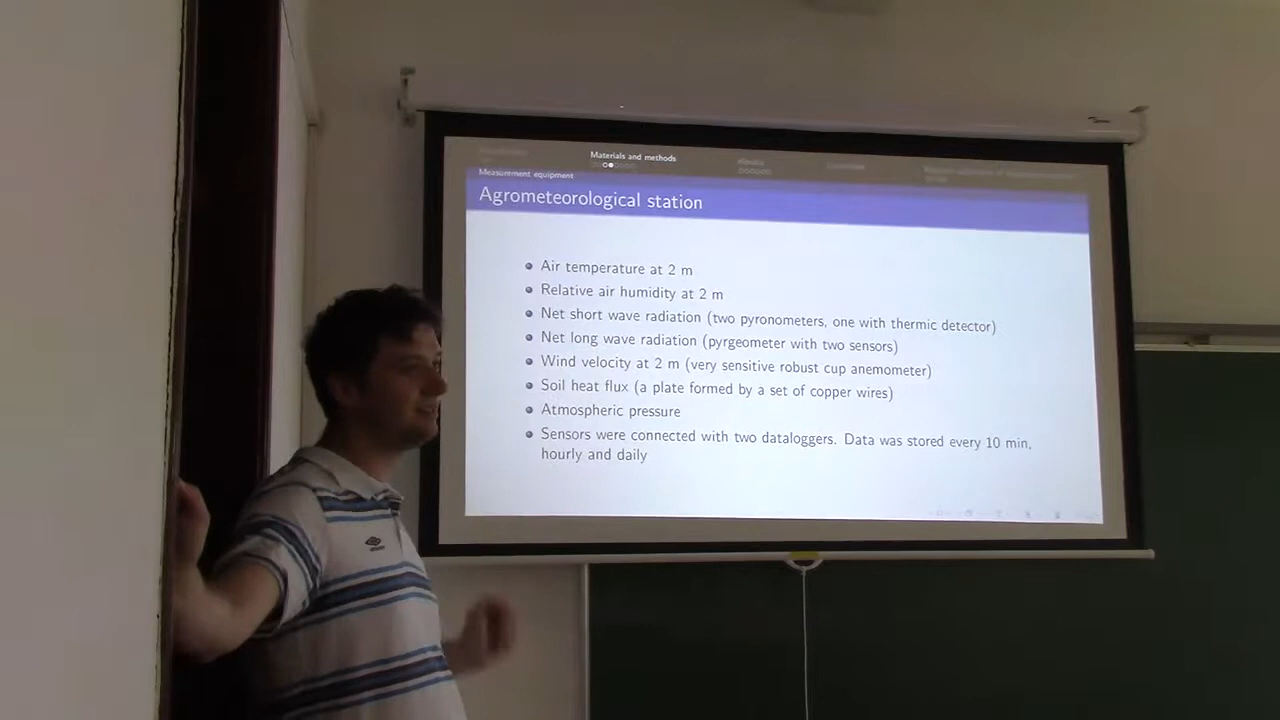 Materials and methods
Results
Measurment equipment
Agrometeorological station
Air temperature at 2 m
Relative air humidity at 2 m
Net short wave radiation (two pyronometers, one with thermic detector)
Net long wave radiation (pyrgeometer with two sensors)
Wind velocity at 2 m (very sensitive robust cup anemometer)
Soil heat flux (a plate formed by a set of copper wires)
Atmospheric pressure
Sensors were connected with two dataloggers. Data was stored every 10 min,
hourly and daily